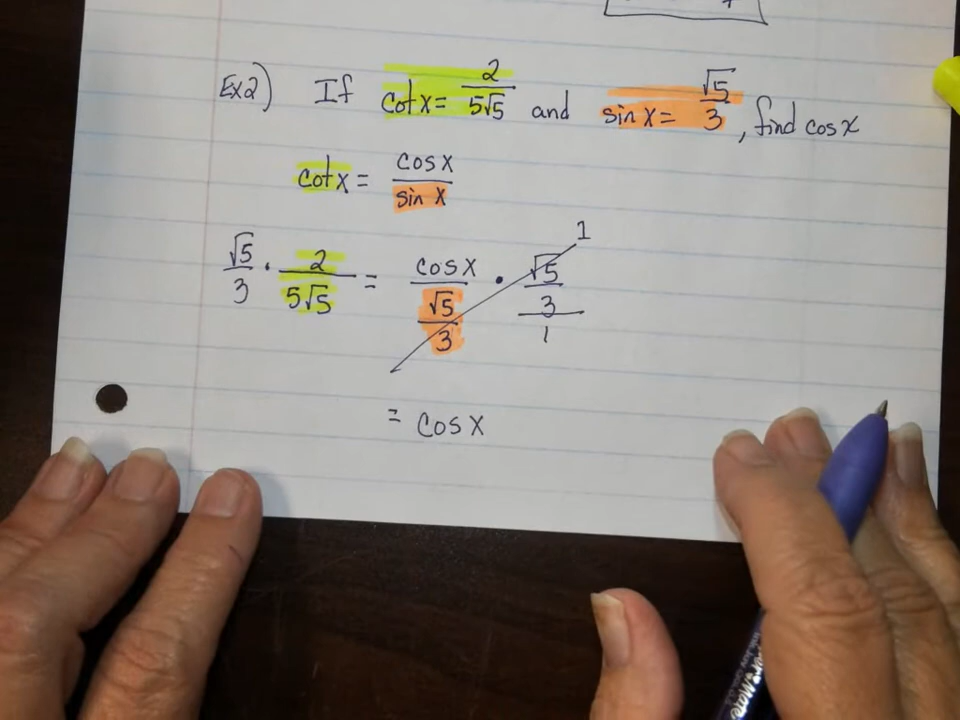 Ex2) If cot x = 2/5√5 and sin x = √5/3, find cos x
cot x = cos x/sin x
√5/3 · 2/5√5 = cos x/(√5/3) · (√5/3)/1 1
= cos x